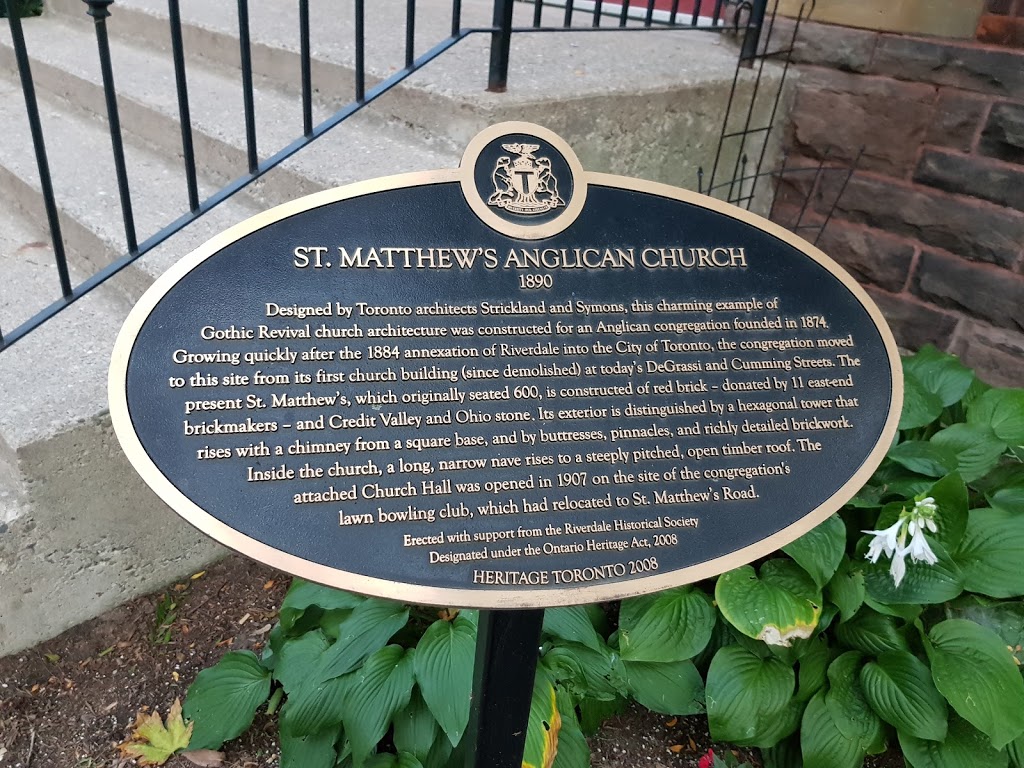 T
ST. MATTHEW'S ANGLICAN CHURCH
1890
Designed by Toronto architects Strickland and Symons, this charming example of
Gothic Revival church architecture was constructed for an Anglican congregation founded in 1874.
Growing quickly after the 1884 annexation of Riverdale into the City of Toronto, the congregation moved
to this site from its first church building (since demolished) at today's DeGrassi and Cumming Streets. The
present St. Matthew's, which originally seated 600, is constructed of red brick – donated by 11 east-end
brickmakers – and Credit Valley and Ohio stone. Its exterior is distinguished by a hexagonal tower that
rises with a chimney from a square base, and by buttresses, pinnacles, and richly detailed brickwork.
Inside the church, a long, narrow nave rises to a steeply pitched, open timber roof. The
attached Church Hall was opened in 1907 on the site of the congregation's
lawn bowling club, which had relocated to St. Matthew's Road.
Erected with support from the Riverdale Historical Society
Designated under the Ontario Heritage Act, 2008
HERITAGE TORONTO 2008